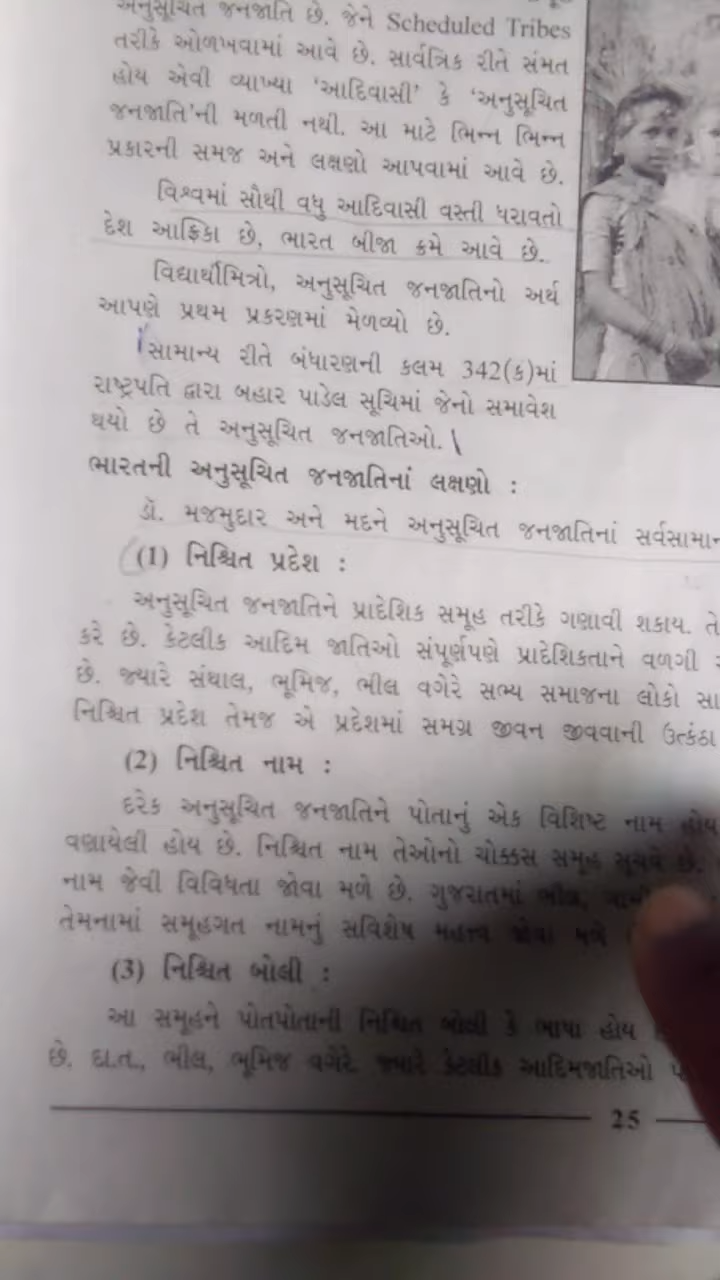 અનુસૂચિત જનજાતિ છે. જેને Scheduled Tribes
તરીકે ઓળખવામાં આવે છે. સાર્વત્રિક રીતે સંમત
હોય એવી વ્યાખ્યા ‘આદિવાસી’ કે ‘અનુસૂચિત
જનજાતિ’ની મળતી નથી. આ માટે ભિન્ન ભિન્ન
પ્રકારની સમજ અને લક્ષણો આપવામાં આવે છે.
વિશ્વમાં સૌથી વધુ આદિવાસી વસ્તી ધરાવતો
દેશ આફ્રિકા છે, ભારત બીજા ક્રમે આવે છે.
વિદ્યાર્થીમિત્રો, અનુસૂચિત જનજાતિનો અર્થ
આપણે પ્રથમ પ્રકરણમાં મેળવ્યો છે.
સામાન્ય રીતે બંધારણની કલમ 342(ક)માં
રાષ્ટ્રપતિ દ્વારા બહાર પાડેલ સૂચિમાં જેનો સમાવેશ
થયો છે તે અનુસૂચિત જનજાતિઓ.
ભારતની અનુસૂચિત જનજાતિનાં લક્ષણો :
ડૉ. મજમુદાર અને મદને અનુસૂચિત જનજાતિનાં
(1) નિશ્ચિત પ્રદેશ :
અનુસૂચિત જનજાતિને પ્રાદેશિક સમૂહ તરીકે ગણાવી શકાય. તે
કરે છે. કેટલીક આદિમ જાતિઓ સંપૂર્ણપણે પ્રાદેશિકતાને વળગી
છે. જ્યારે સંથાલ, ભૂમિજ, ભીલ વગેરે સભ્ય સમાજના લોકો સા
નિશ્ચિત પ્રદેશ તેમજ એ પ્રદેશમાં સમગ્ર જીવન જીવવાની ઉત્કંઠા
(2) નિશ્ચિત નામ :
દરેક અનુસૂચિત જનજાતિને પોતાનું એક વિશિષ્ટ નામ હોય
વણાયેલી હોય છે. નિશ્ચિત નામ તેઓનો ચોક્કસ સમૂહ સૂચવે છે.
નામ જેવી વિવિધતા જોવા મળે છે. ગુજરાતમાં ભીલ,
તેમનામાં સમૂહગત નામનું સવિશેષ મહત્ત્વ જોવા મળે
(3) નિશ્ચિત બોલી :
આ સમૂહને પોતપોતાની નિશ્ચિત બોલી કે ભાષા હોય
છે. દા.ત., ભીલ, ભૂમિજ વગેરે. જ્યારે કેટલીક આદિમજાતિઓ
25